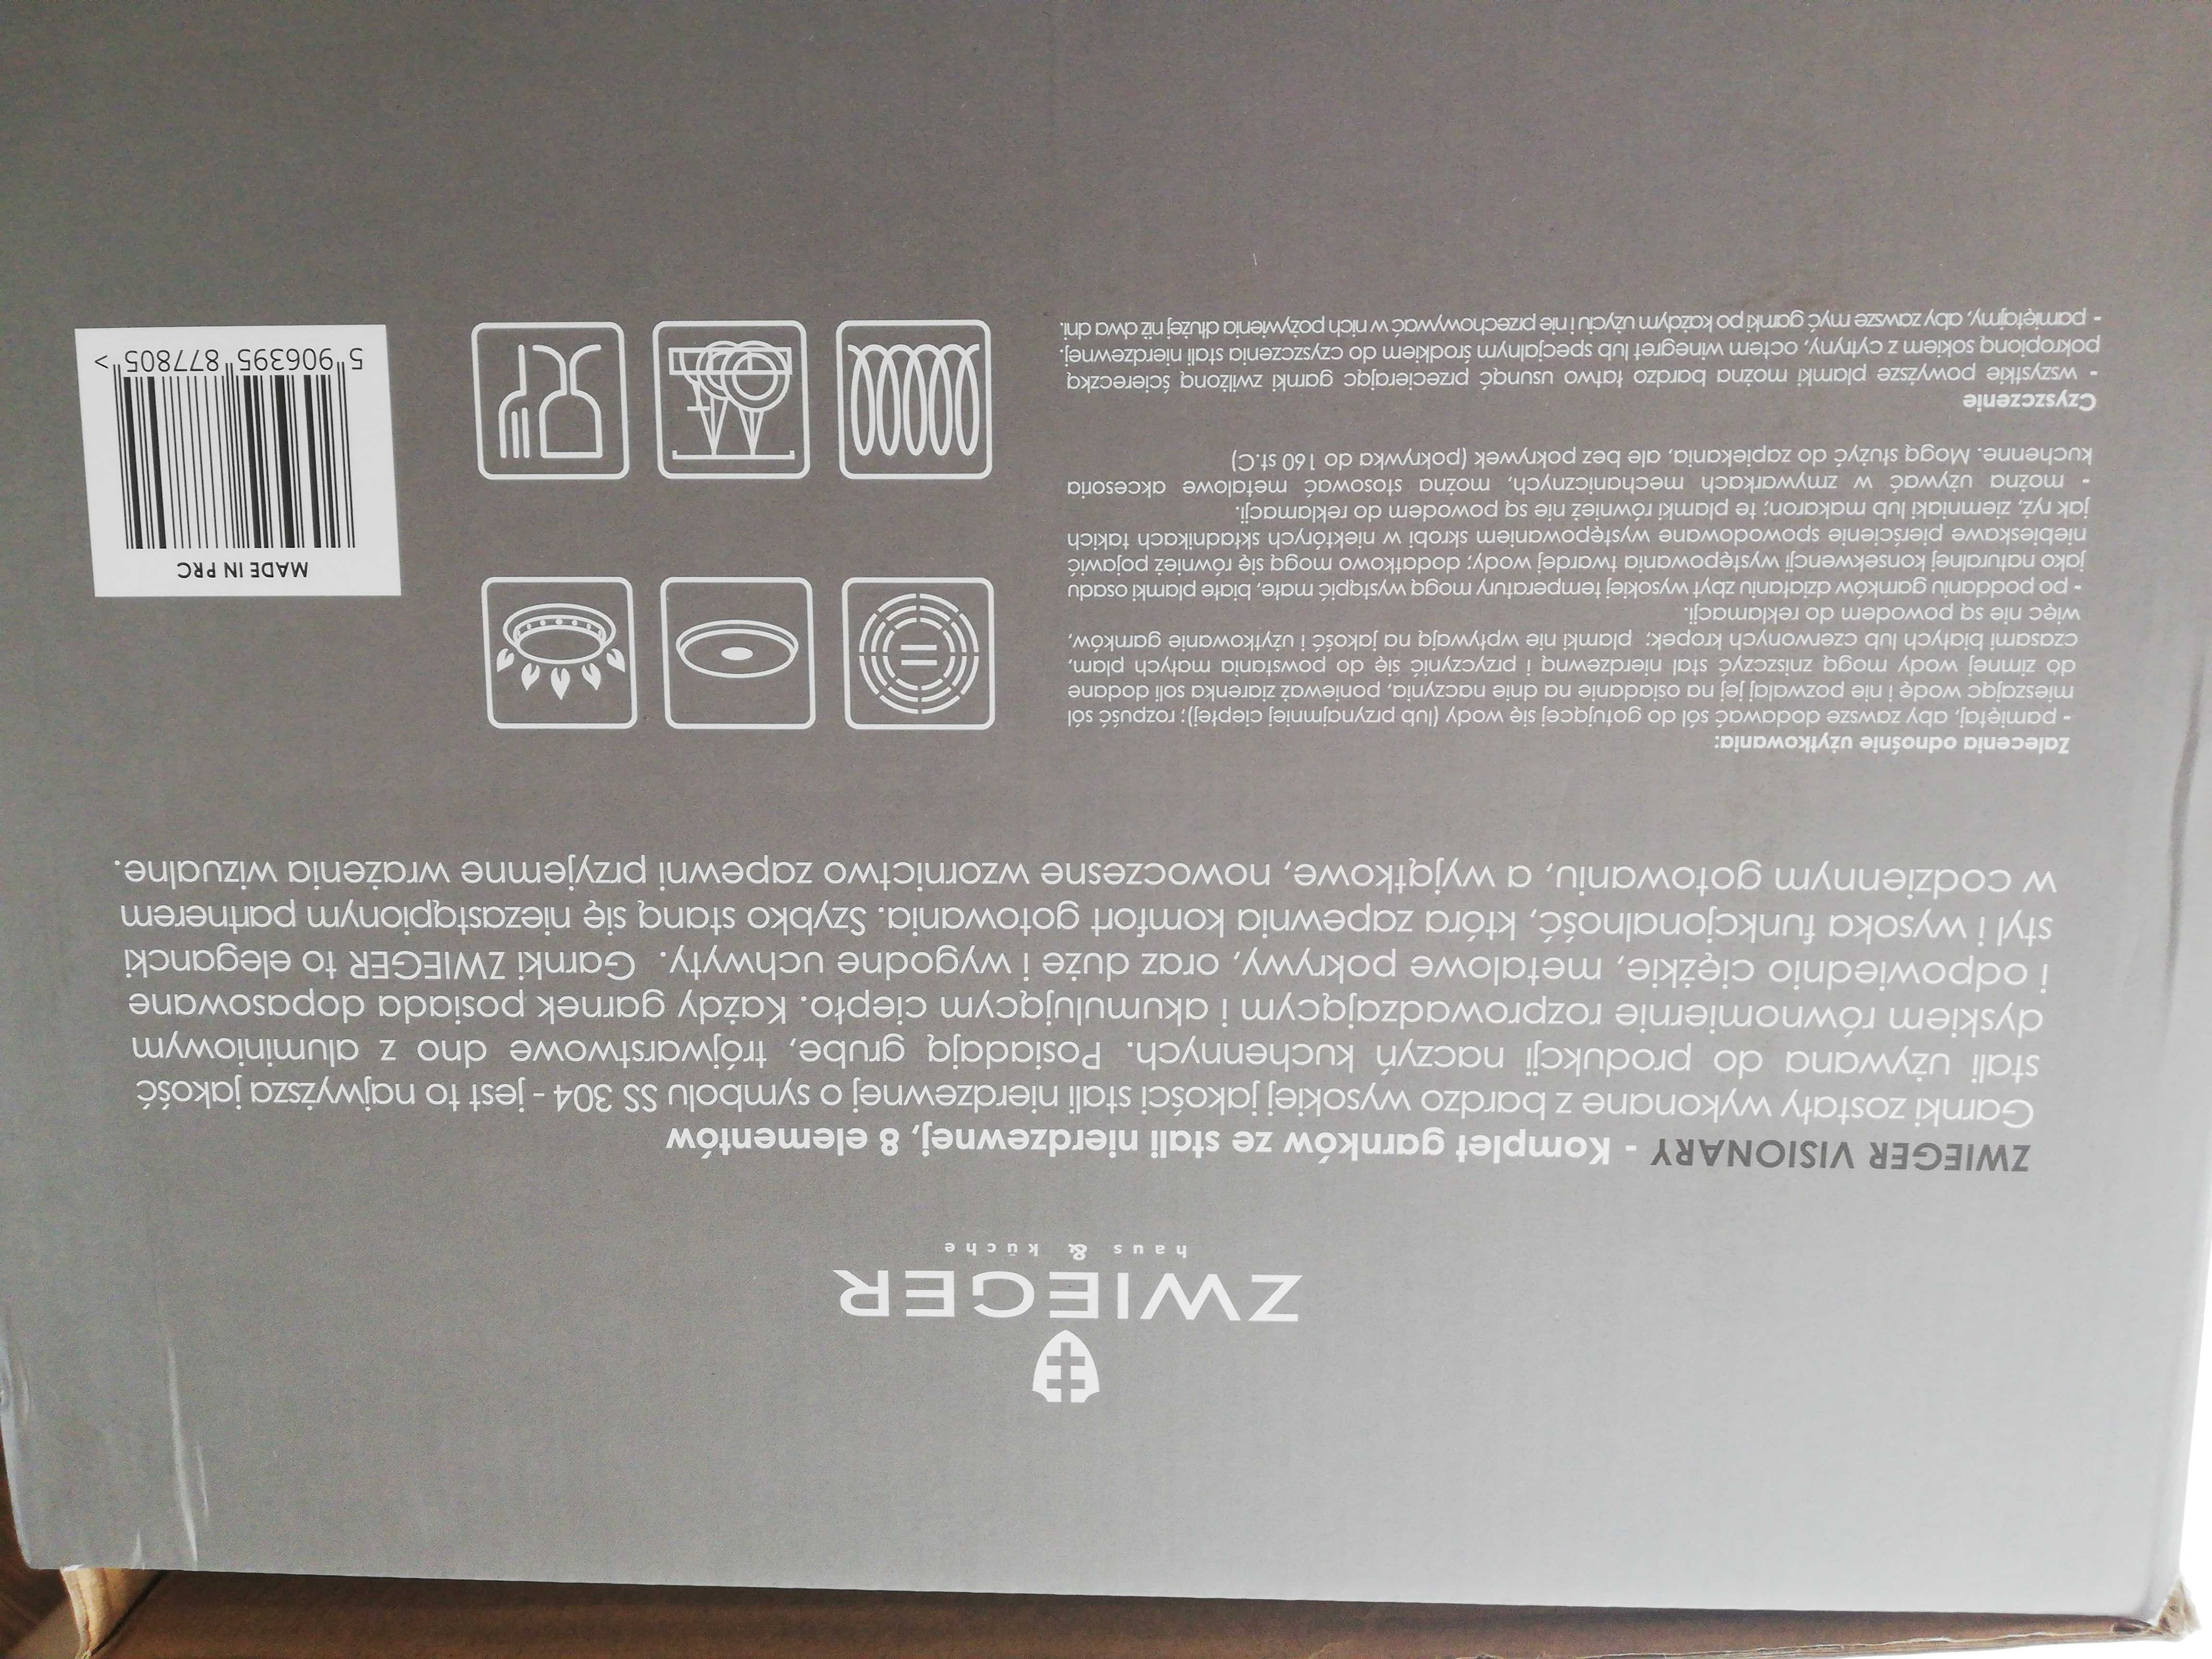 ZWIEGER
haus & küche
ZWIEGER VISIONARY - Komplet garnków ze stali nierdzewnej, 8 elementów
Garnki zostały wykonane z bardzo wysokiej jakości stali nierdzewnej o symbolu SS 304 - jest to najwyższa jakość
stali używana do produkcji naczyń kuchennych. Posiadają grube, trójwarstwowe dno z aluminiowym
dyskiem równomiernie rozprowadzającym i akumulującym ciepło. Każdy garnek posiada dopasowane
i odpowiednio ciężkie, metalowe pokrywy, oraz duże i wygodne uchwyty. Garnki ZWIEGER to elegancki
styl i wysoka funkcjonalność, która zapewnia komfort gotowania. Szybko staną się niezastąpionym partnerem
w codziennym gotowaniu, a wyjątkowe, nowoczesne wzornictwo zapewni przyjemne wrażenia wizualne.
Zalecenia odnośnie użytkowania:
- pamiętaj, aby zawsze dodawać sól do gotującej się wody (lub przynajmniej ciepłej); rozpuść sól
mieszając wodę i nie pozwalaj jej na osiadanie na dnie naczynia, ponieważ ziarenka soli dodane
do zimnej wody mogą zniszczyć stal nierdzewną i przyczynić się do powstania małych plam,
czasami białych lub czerwonych kropek; plamki nie wpływają na jakość i użytkowanie garnków,
więc nie są powodem do reklamacji.
- po poddaniu garnków działaniu zbyt wysokiej temperatury mogą wystąpić małe, białe plamki osadu
jako naturalnej konsekwencji występowania twardej wody; dodatkowo mogą się również pojawić
niebieskawe pierścienie spowodowane występowaniem skrobi w niektórych składnikach takich
jak ryż, ziemniaki lub makaron; te plamki również nie są powodem do reklamacji.
- można używać w zmywarkach mechanicznych, można stosować metalowe akcesoria
kuchenne. Mogą służyć do zapiekania, ale bez pokrywek (pokrywka do 160 st.C)
Czyszczenie
- wszystkie powyższe plamki można bardzo łatwo usunąć przecierając garnki zwilżoną ściereczką
pokropioną sokiem z cytryny, octem winegret lub specjalnym środkiem do czyszczenia stali nierdzewnej.
- pamiętajmy, aby zawsze myć garnki po każdym użyciu i nie przechowywać w nich pożywienia dłużej niż dwa dni.
MADE IN PRC
5 906395 877805 >